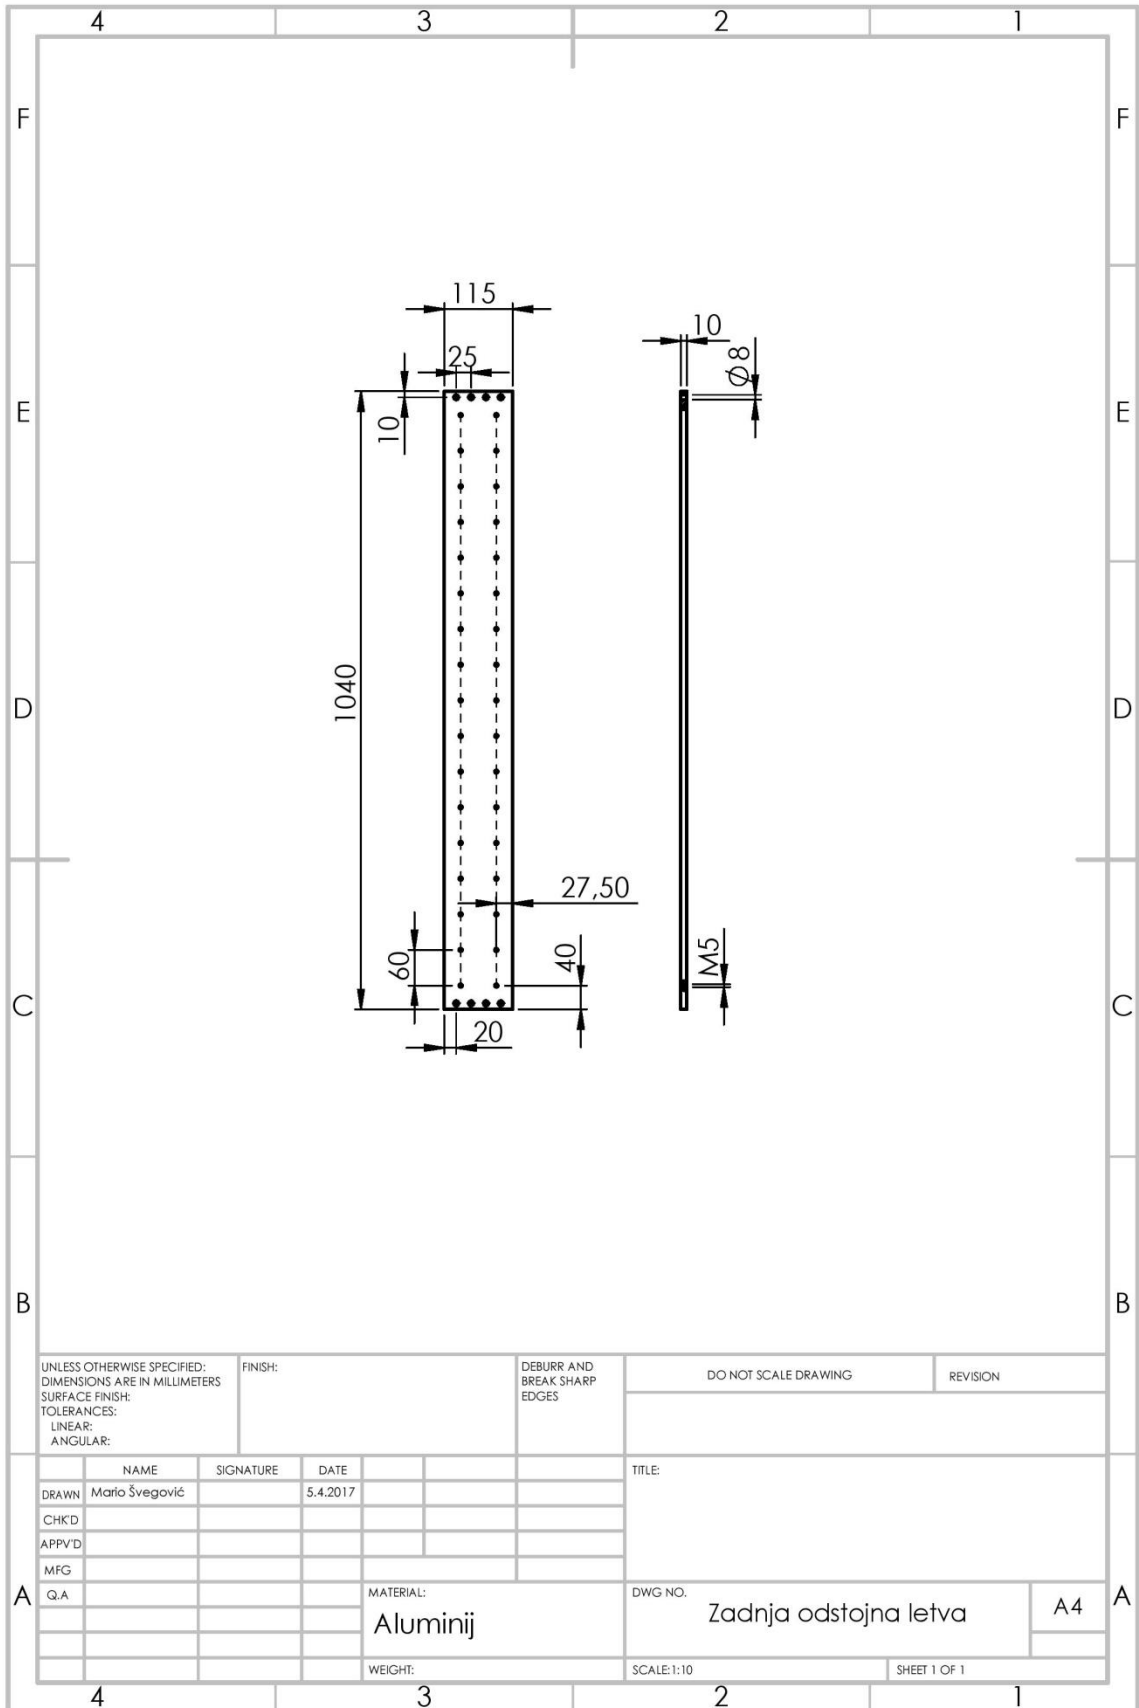 4 3 2 1
F F
115
10
25
Ø8
E E
10
1040
D D
27,50
60
40
M5
C C
20
B B
UNLESS OTHERWISE SPECIFIED:
DIMENSIONS ARE IN MILLIMETERS
SURFACE FINISH:
TOLERANCES:
LINEAR:
ANGULAR:
FINISH:
DEBURR AND
BREAK SHARP
EDGES
DO NOT SCALE DRAWING
REVISION
NAME SIGNATURE DATE
TITLE:
DRAWN Mario Švegović 5.4.2017
CHK'D
APPV'D
MFG
Q.A
MATERIAL:
Aluminij
DWG NO.
Zadnja odstojna letva
A4
A A
WEIGHT:
SCALE:1:10
SHEET 1 OF 1
4 3 2 1